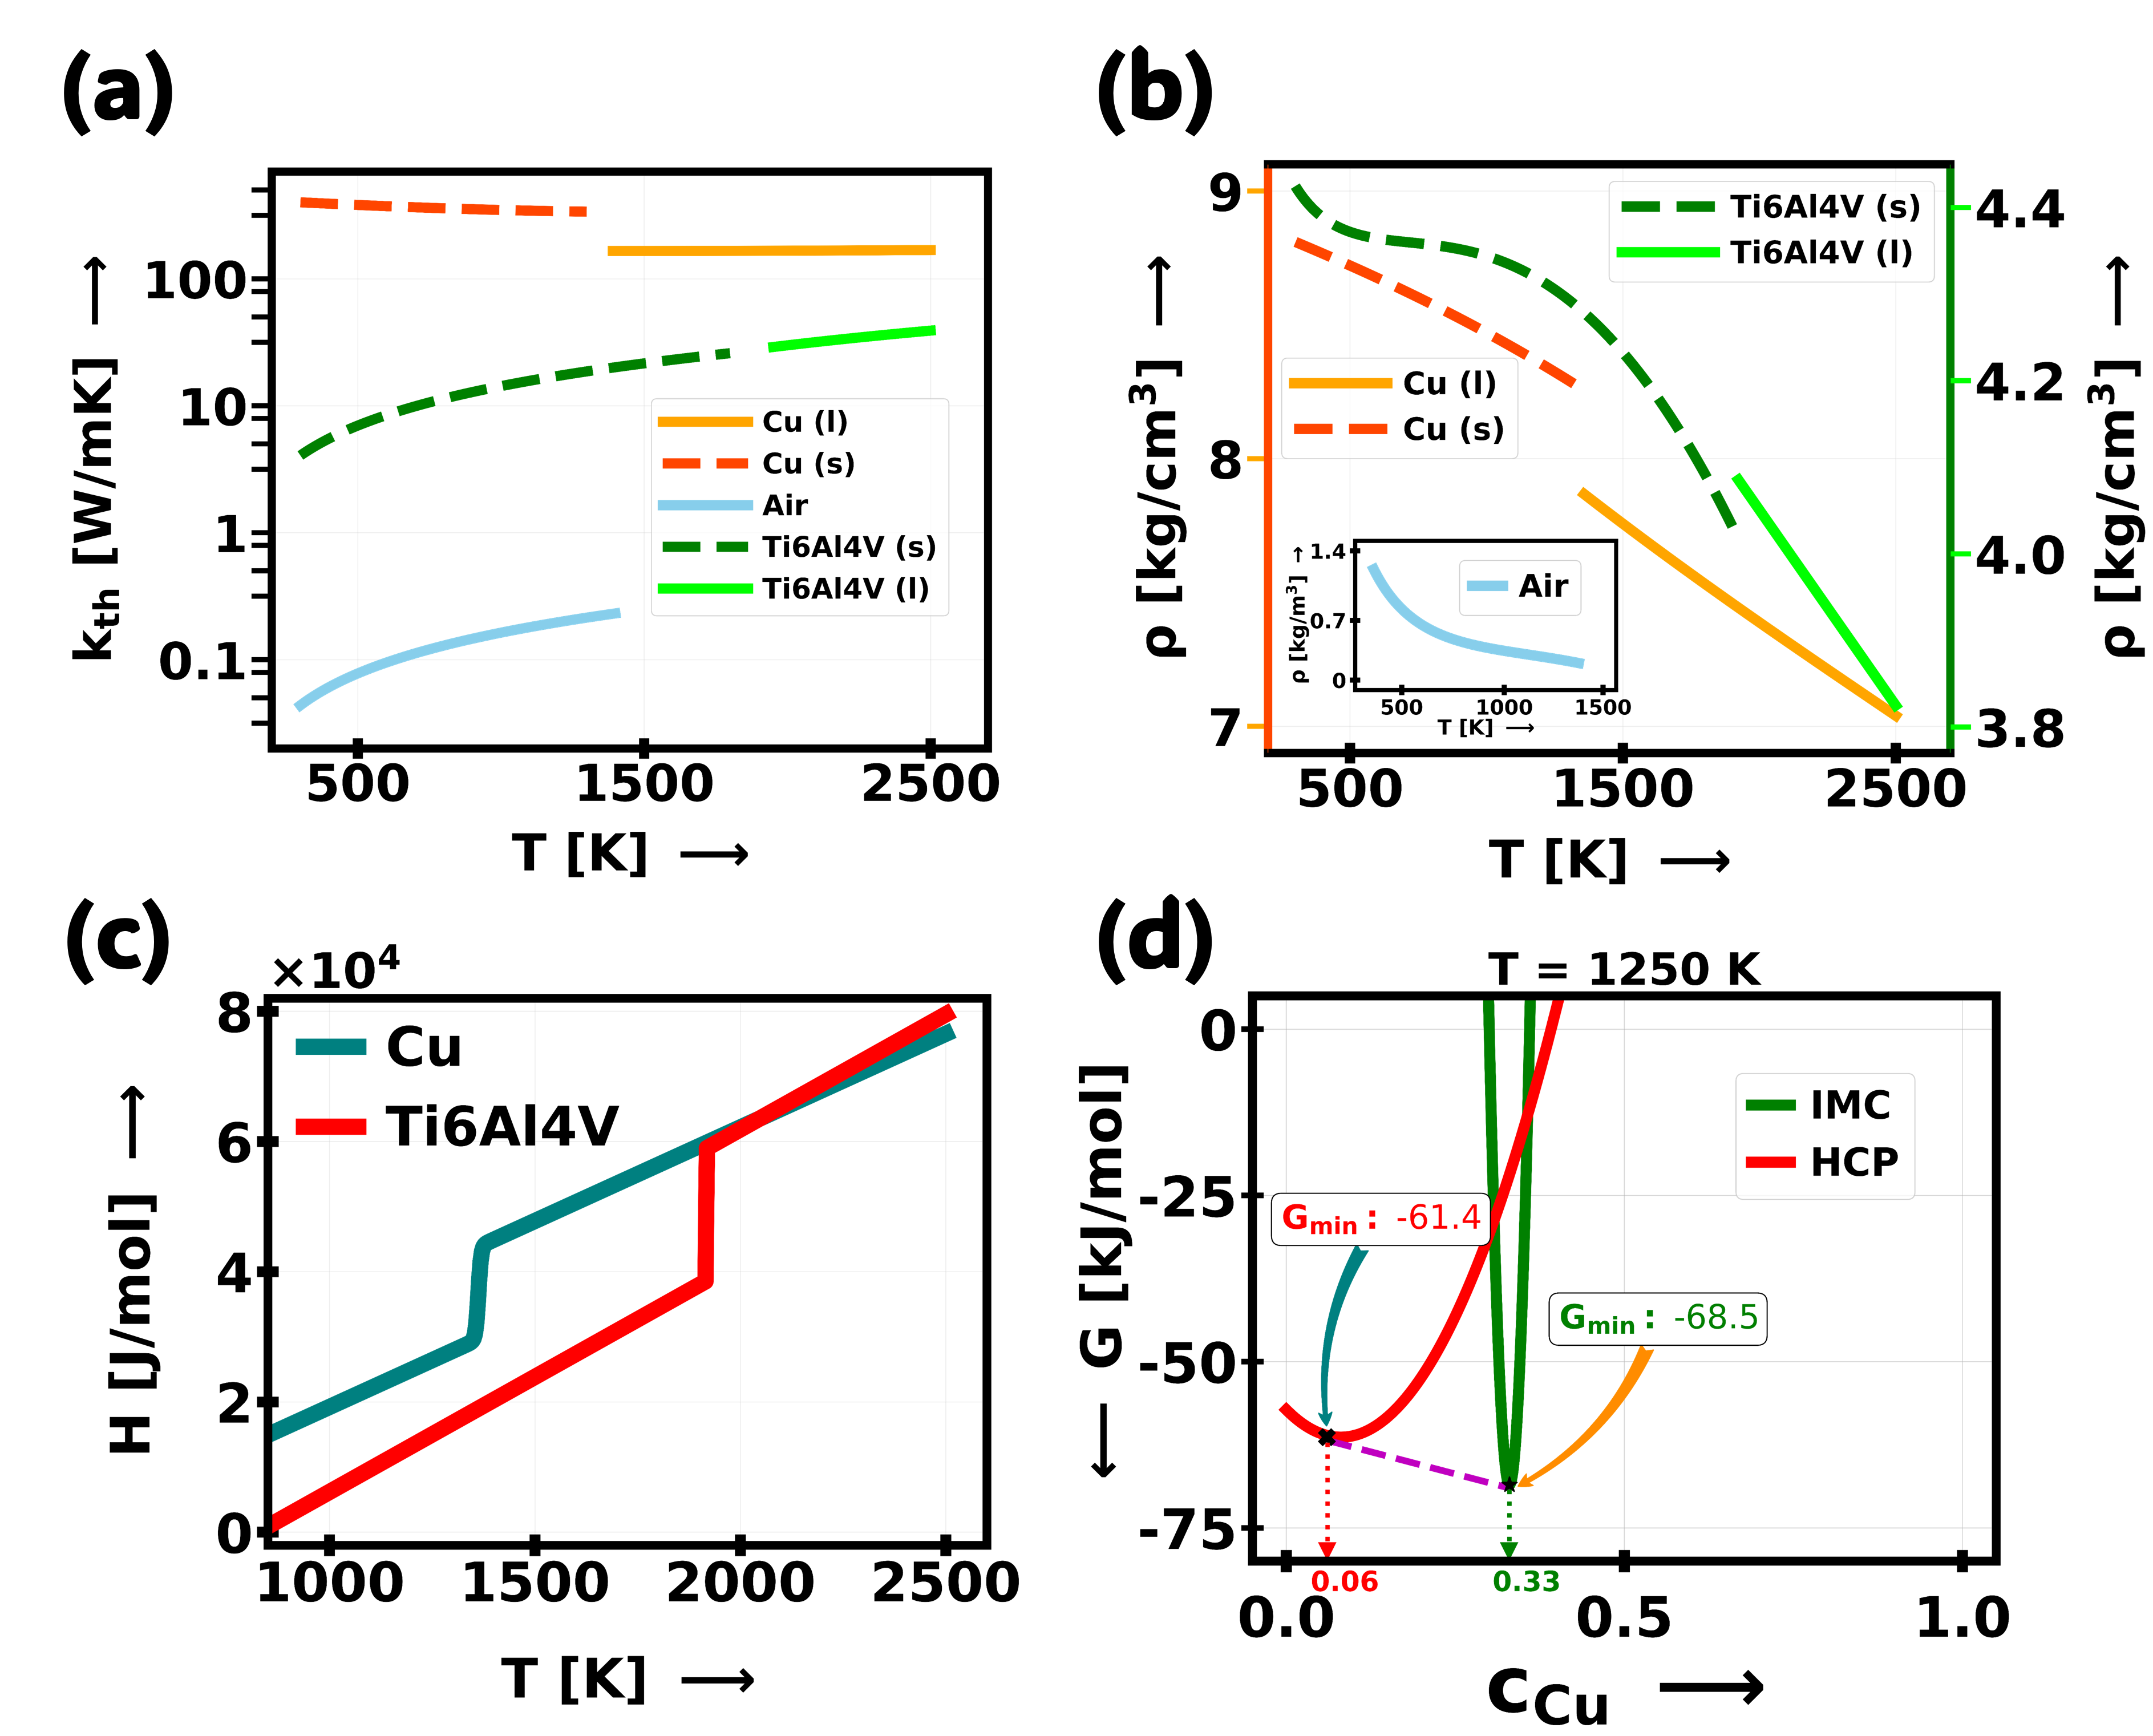 (a)
100
10
1
0.1
k_th [W/mK] ⟶
Cu (l)
Cu (s)
Air
Ti6Al4V (s)
Ti6Al4V (l)
500 1500 2500
T [K] ⟶
(b)
9
8
7
ρ [kg/cm³] ⟶
Ti6Al4V (s)
Ti6Al4V (l)
Cu (l)
Cu (s)
4.4
4.2
4.0
3.8
ρ [kg/cm³] ⟶
1.4
0.7
0
ρ [kg/m³] →
Air
500 1000 1500
T [K] ⟶
500 1500 2500
T [K] ⟶
(c)
×10⁴
8
6
4
2
0
H [J/mol] ⟶
Cu
Ti6Al4V
1000 1500 2000 2500
T [K] ⟶
(d)
T = 1250 K
0
-25
-50
-75
⟵ G [kJ/mol]
IMC
HCP
G_min : -61.4
G_min : -68.5
0.06 0.33
0.0 0.5 1.0
c_Cu ⟶